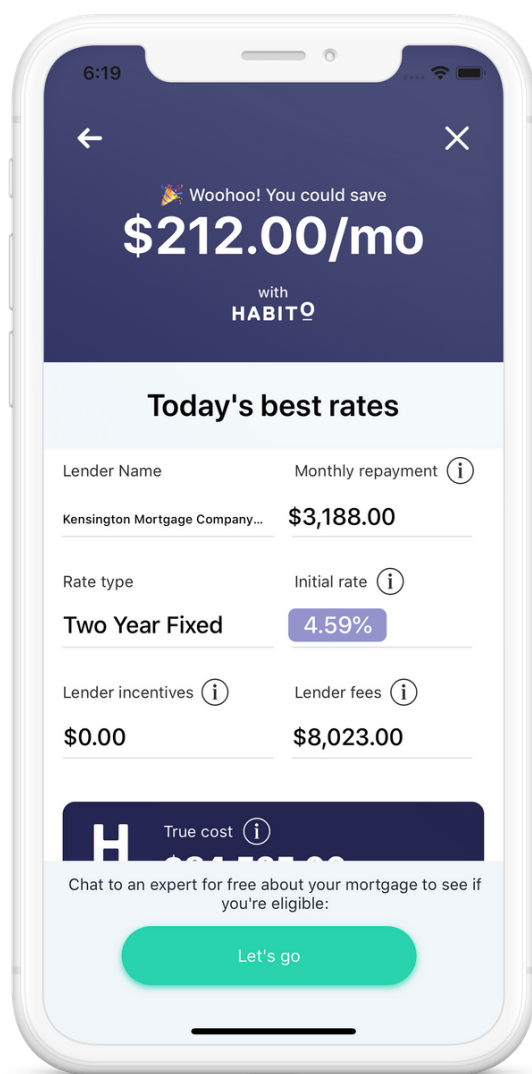 6:19
🎉 Woohoo! You could save
$212.00/mo
with
HABITO
Today's best rates
Lender Name
Monthly repayment i
Kensington Mortgage Company...
$3,188.00
Rate type
Initial rate i
Two Year Fixed
4.59%
Lender incentives i
Lender fees i
$0.00
$8,023.00
H
True cost i
Chat to an expert for free about your mortgage to see if
you're eligible:
Let's go